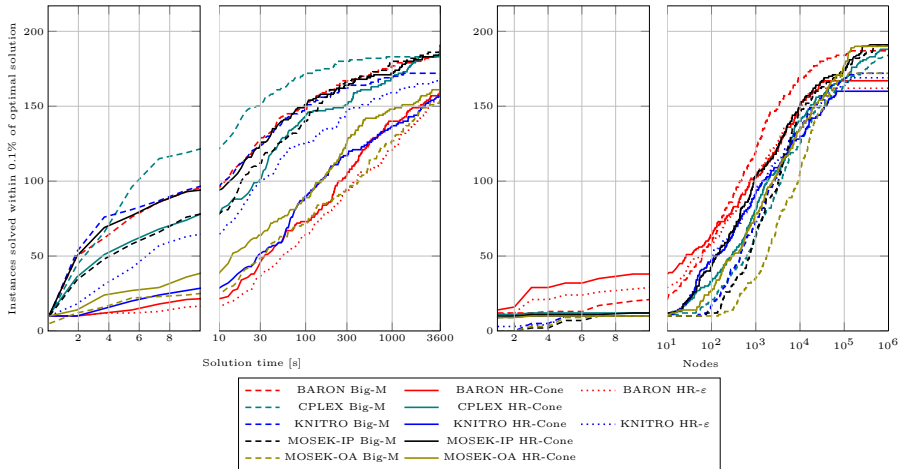 Instances solved within 0.1% of optimal solution
200
150
100
50
0
2 4 6 8
10 30 100 300 1000 3600
Solution time [s]
200
150
100
50
0
2 4 6 8
10^1 10^2 10^3 10^4 10^5 10^6
Nodes
BARON Big-M BARON HR-Cone BARON HR-ε
CPLEX Big-M CPLEX HR-Cone
KNITRO Big-M KNITRO HR-Cone KNITRO HR-ε
MOSEK-IP Big-M MOSEK-IP HR-Cone
MOSEK-OA Big-M MOSEK-OA HR-Cone